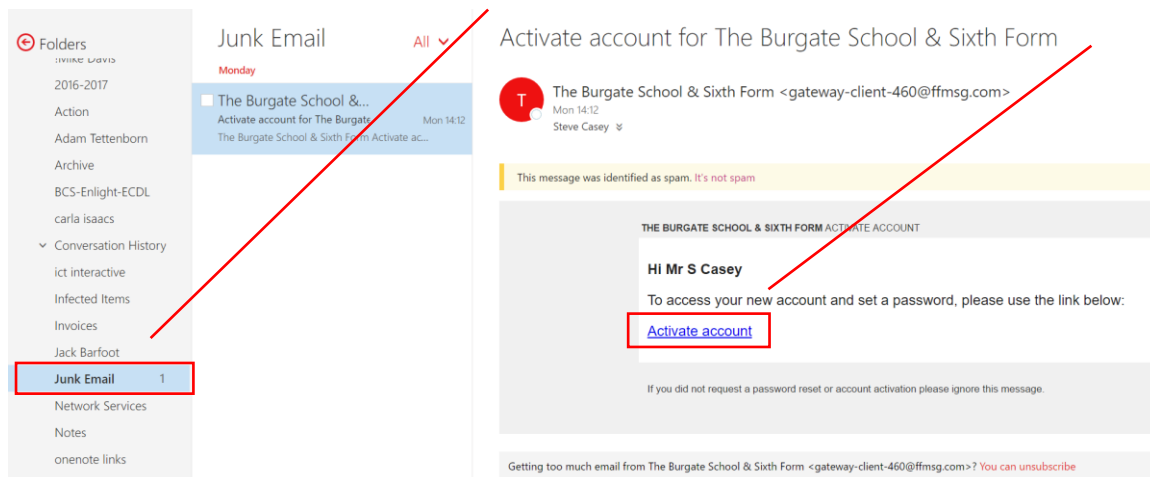 Folders
2016-2017
Action
Adam Tettenborn
Archive
BCS-Enlight-ECDL
carla isaacs
Conversation History
ict interactive
Infected Items
Invoices
Jack Barfoot
Junk Email 1
Network Services
Notes
onenote links
Junk Email
All
Monday
The Burgate School &...
Activate account for The Burgate Mon 14:12
The Burgate School & Sixth Form Activate ac...
Activate account for The Burgate School & Sixth Form
T
The Burgate School & Sixth Form <gateway-client-460@ffmsg.com>
Mon 14:12
Steve Casey
This message was identified as spam. It's not spam
THE BURGATE SCHOOL & SIXTH FORM ACTIVATE ACCOUNT
Hi Mr S Casey
To access your new account and set a password, please use the link below:
Activate account
If you did not request a password reset or account activation please ignore this message.
Getting too much email from The Burgate School & Sixth Form <gateway-client-460@ffmsg.com>? You can unsubscribe